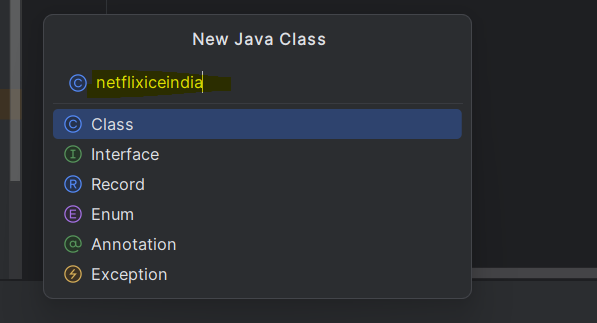 New Java Class
C netflixiceindia
C Class
I Interface
R Record
E Enum
@ Annotation
Exception